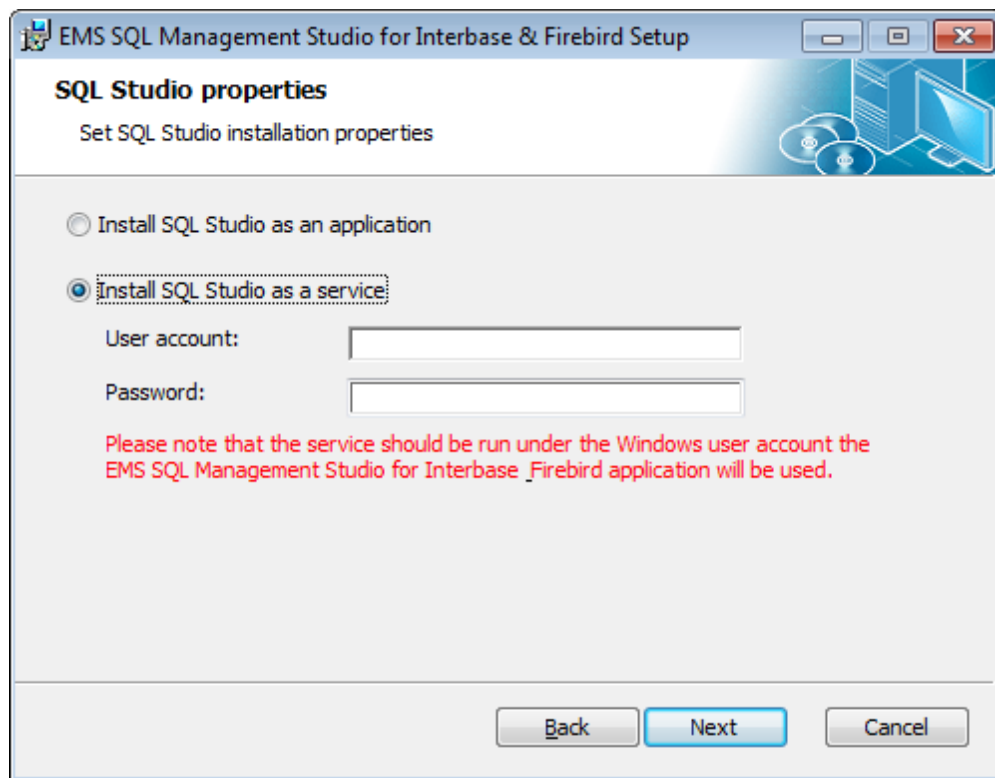 EMS SQL Management Studio for Interbase & Firebird Setup
SQL Studio properties
Set SQL Studio installation properties
Install SQL Studio as an application
Install SQL Studio as a service
User account:
Password:
Please note that the service should be run under the Windows user account the
EMS SQL Management Studio for Interbase _Firebird application will be used.
Back Next Cancel